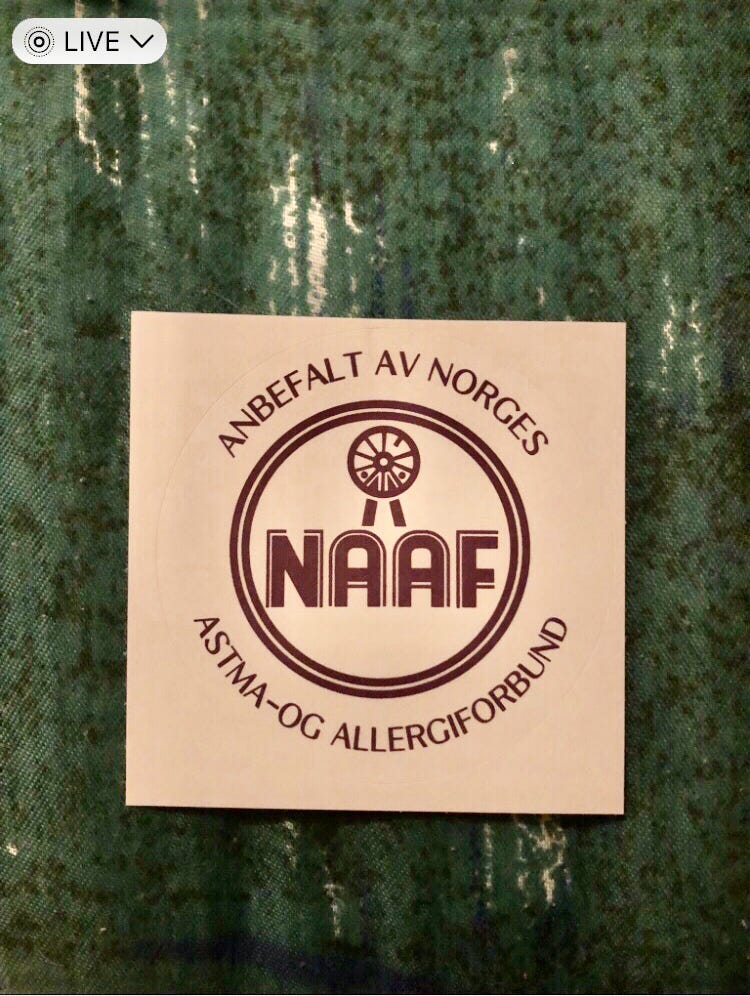 LIVE
ANBEFALT AV NORGES
NAAF
ASTMA-OG ALLERGIFORBUND